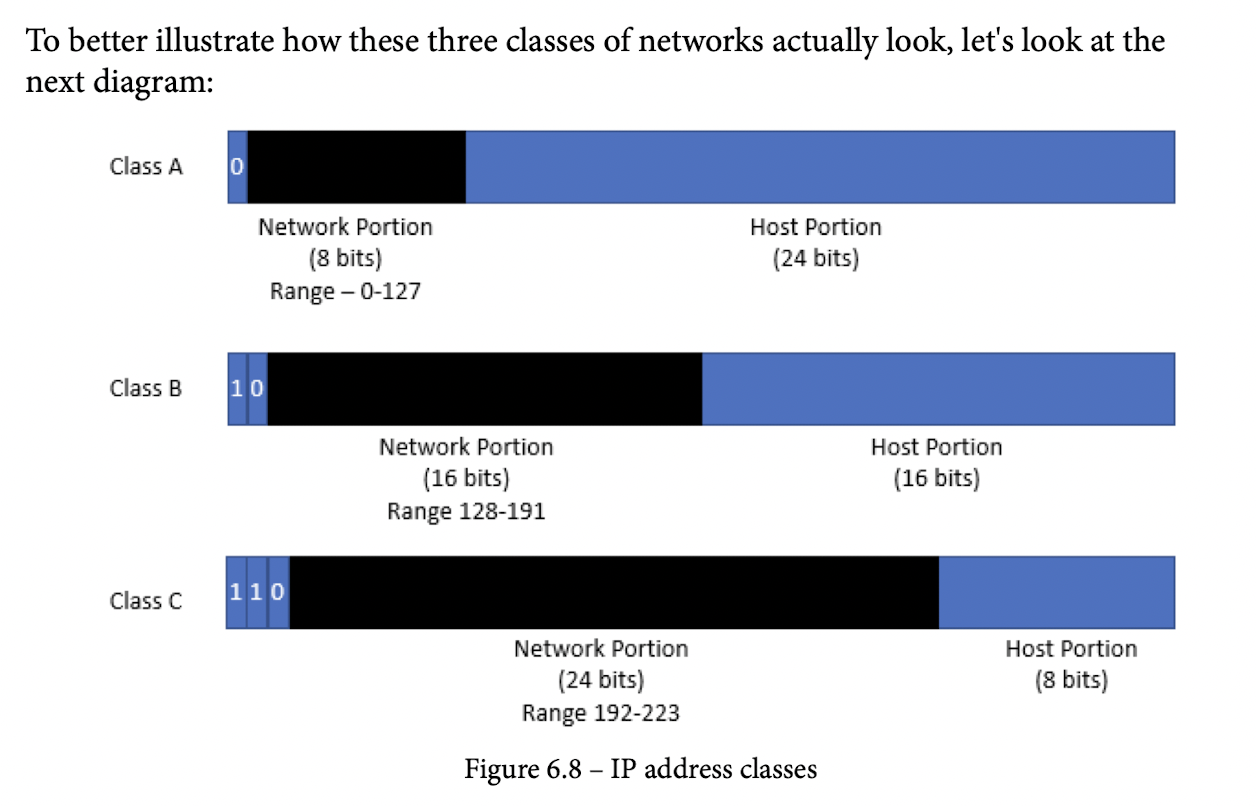 To better illustrate how these three classes of networks actually look, let's look at the
next diagram:
Class A
0
Network Portion
(8 bits)
Range – 0-127
Host Portion
(24 bits)
Class B
1 0
Network Portion
(16 bits)
Range 128-191
Host Portion
(16 bits)
Class C
1 1 0
Network Portion
(24 bits)
Range 192-223
Host Portion
(8 bits)
Figure 6.8 – IP address classes